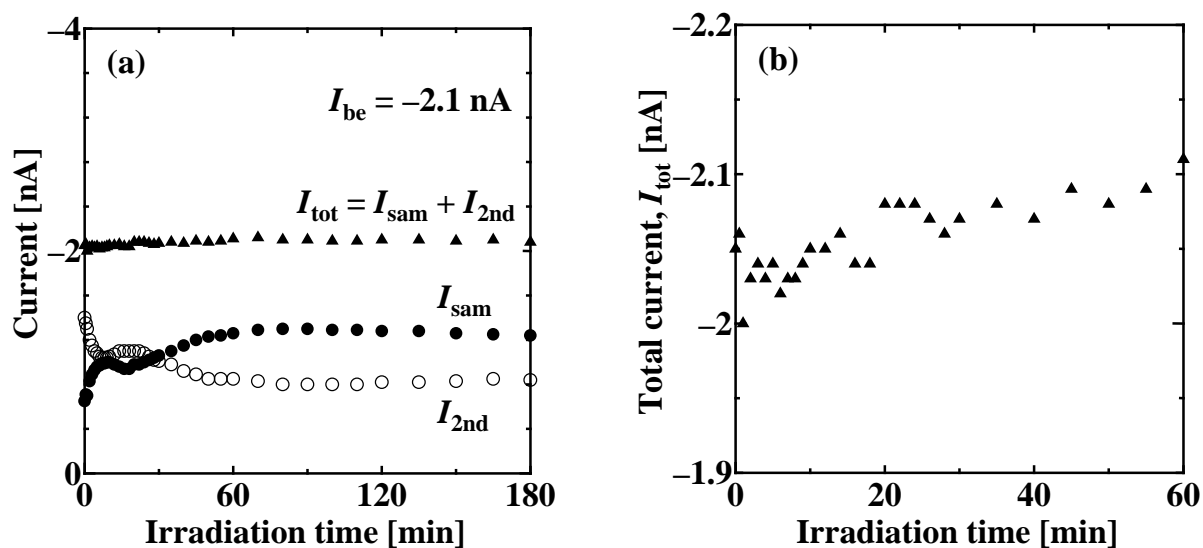 (a)
I_be = −2.1 nA
I_tot = I_sam + I_2nd
I_sam
I_2nd
−4
−2
0
Current [nA]
0 60 120 180
Irradiation time [min]
(b)
−2.2
−2.1
−2
−1.9
Total current, I_tot [nA]
0 20 40 60
Irradiation time [min]